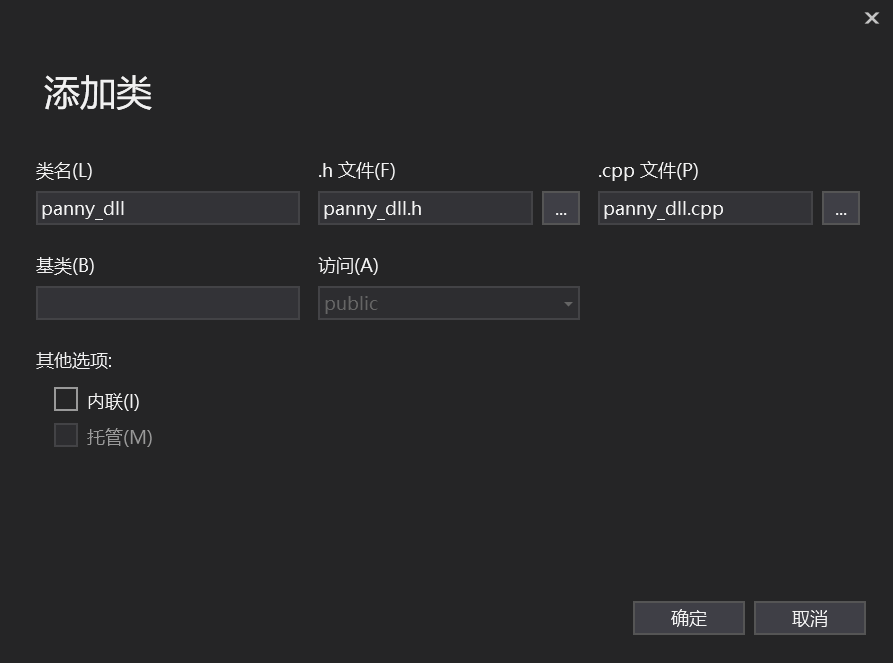 添加类
类名(L) .h 文件(F) .cpp 文件(P)
panny_dll panny_dll.h ... panny_dll.cpp ...
基类(B) 访问(A)
public
其他选项:
内联(I)
托管(M)
确定 取消